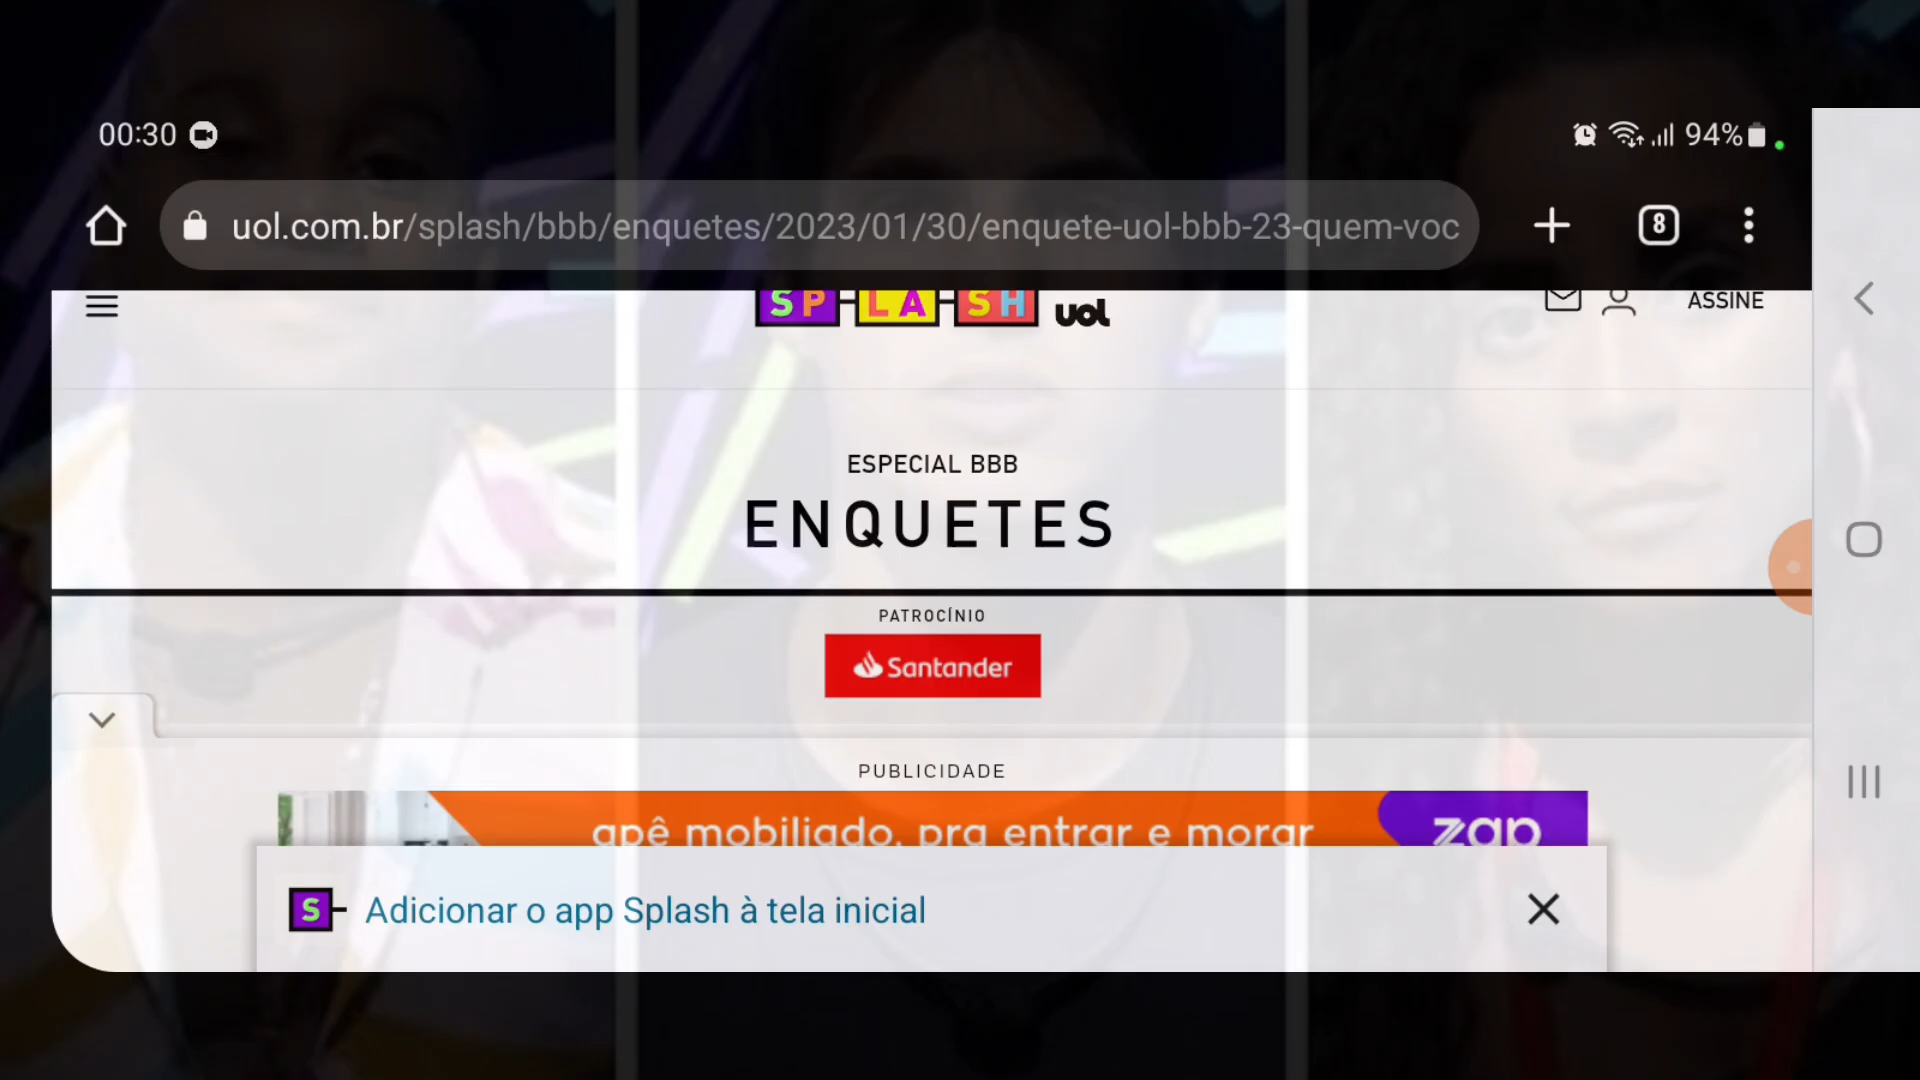 00:30
94%
uol.com.br/splash/bbb/enquetes/2023/01/30/enquete-uol-bbb-23-quem-voc
8
SPLASH uol
ASSINE
ESPECIAL BBB
ENQUETES
PATROCÍNIO
Santander
PUBLICIDADE
apê mobiliado, pra entrar e morar
zap
S
Adicionar o app Splash à tela inicial